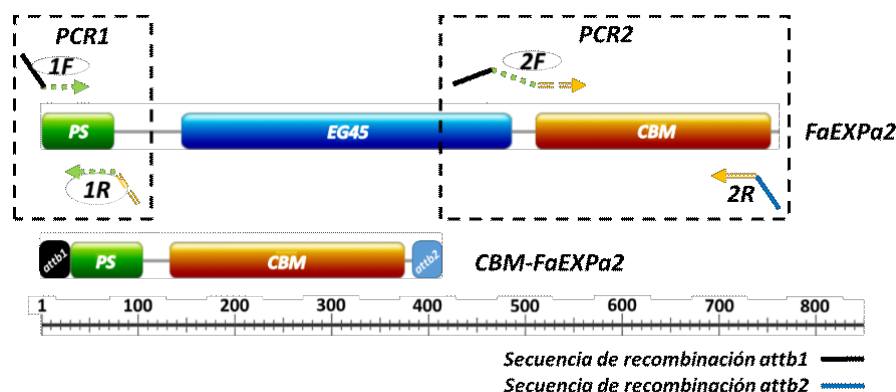 PCR1
PCR2
1F
2F
PS
EG45
CBM
FaEXPa2
1R
2R
attb1
PS
CBM
attb2
CBM-FaEXPa2
1 100 200 300 400 500 600 700 800
Secuencia de recombinación attb1
Secuencia de recombinación attb2